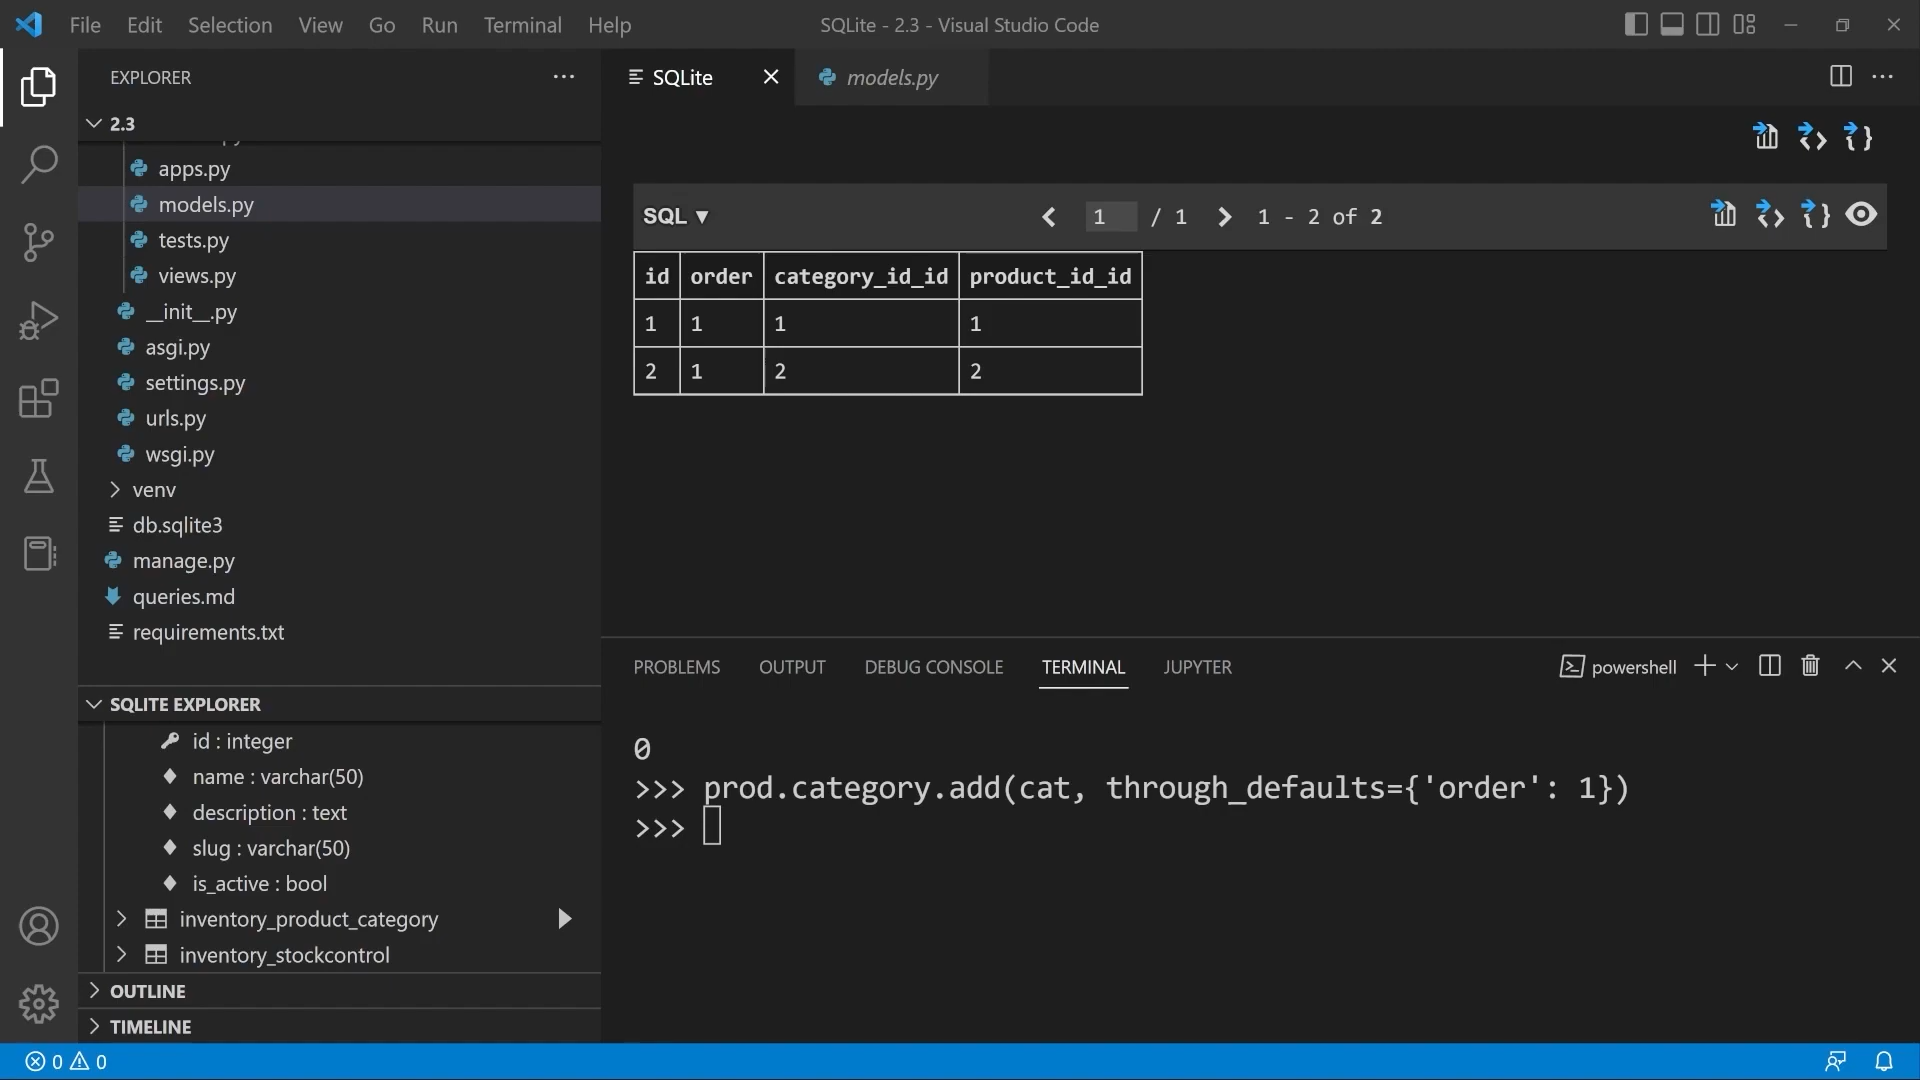 File Edit Selection View Go Run Terminal Help
SQLite - 2.3 - Visual Studio Code
EXPLORER
2.3
apps.py
models.py
tests.py
views.py
__init__.py
asgi.py
settings.py
urls.py
wsgi.py
venv
db.sqlite3
manage.py
queries.md
requirements.txt
SQLITE EXPLORER
id : integer
name : varchar(50)
description : text
slug : varchar(50)
is_active : bool
inventory_product_category
inventory_stockcontrol
OUTLINE
TIMELINE
SQLite models.py
SQL ▼ 1 / 1 1 - 2 of 2
id order category_id_id product_id_id
1 1 1 1
2 1 2 2
PROBLEMS OUTPUT DEBUG CONSOLE TERMINAL JUPYTER powershell
0
>>> prod.category.add(cat, through_defaults={'order': 1})
>>>
0 0